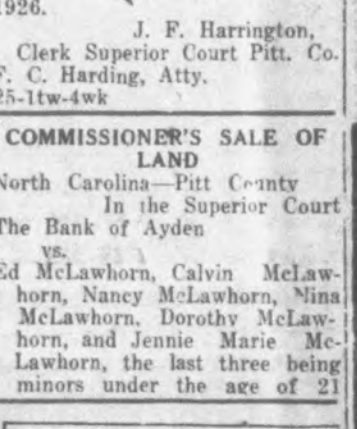 1926.
J. F. Harrington,
Clerk Superior Court Pitt. Co.
F. C. Harding, Atty.
25-1tw-4wk
COMMISSIONER'S SALE OF
LAND
North Carolina—Pitt County
In the Superior Court
The Bank of Ayden
vs.
Ed McLawhorn, Calvin McLaw-
horn, Nancy McLawhorn, Nina
McLawhorn, Dorothy McLaw-
horn, and Jennie Marie Mc-
Lawhorn, the last three being
minors under the age of 21